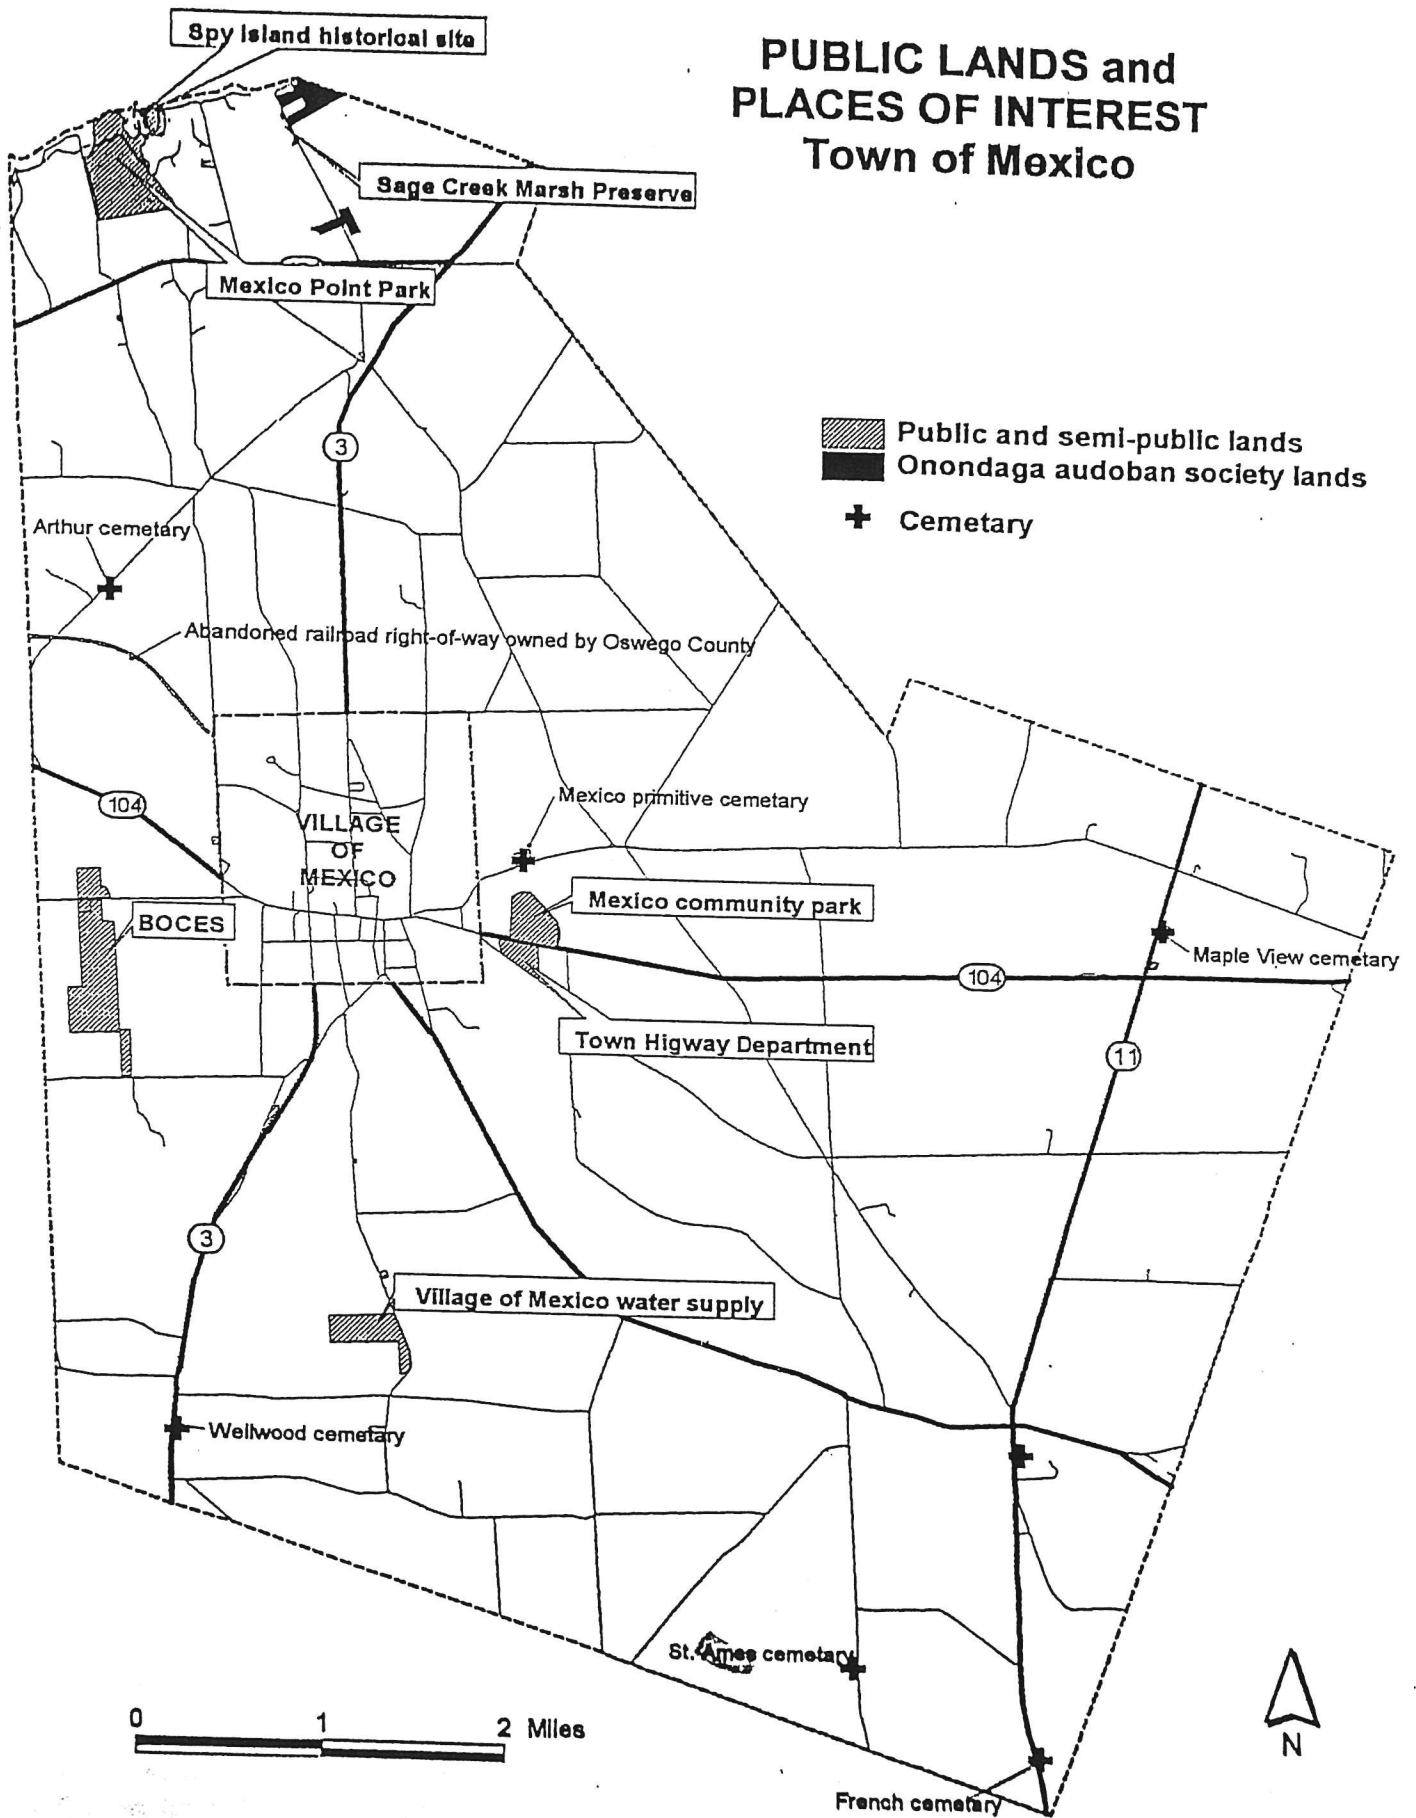 Spy Island historical site
PUBLIC LANDS and
PLACES OF INTEREST
Town of Mexico
Sage Creek Marsh Preserve
Mexico Point Park
3
Public and semi-public lands
Onondaga audoban society lands
Cemetary
Arthur cemetary
Abandoned railroad right-of-way owned by Oswego County
104
VILLAGE
OF
MEXICO
Mexico primitive cemetary
Mexico community park
BOCES
Maple View cemetary
104
Town Higway Department
11
3
Village of Mexico water supply
Wellwood cemetary
St. Ames cemetary
0 1 2 Miles
N
French cemetary